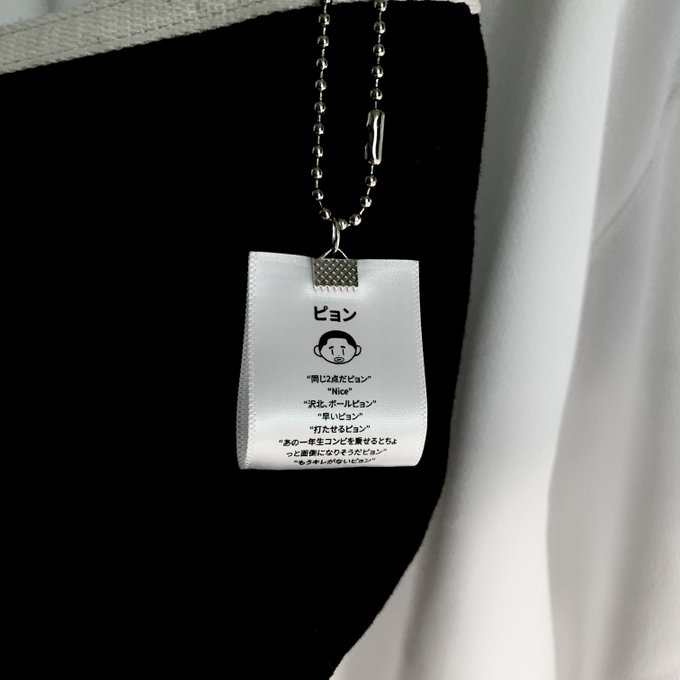 ピョン
“同じ2点だピョン”
“Nice”
“沢北、ボールピョン”
“早いピョン”
“打たせるピョン”
“あの一年生コンビを乗せるとちょ
っと面倒になりそうだピョン”
“もうキレがないピョン”